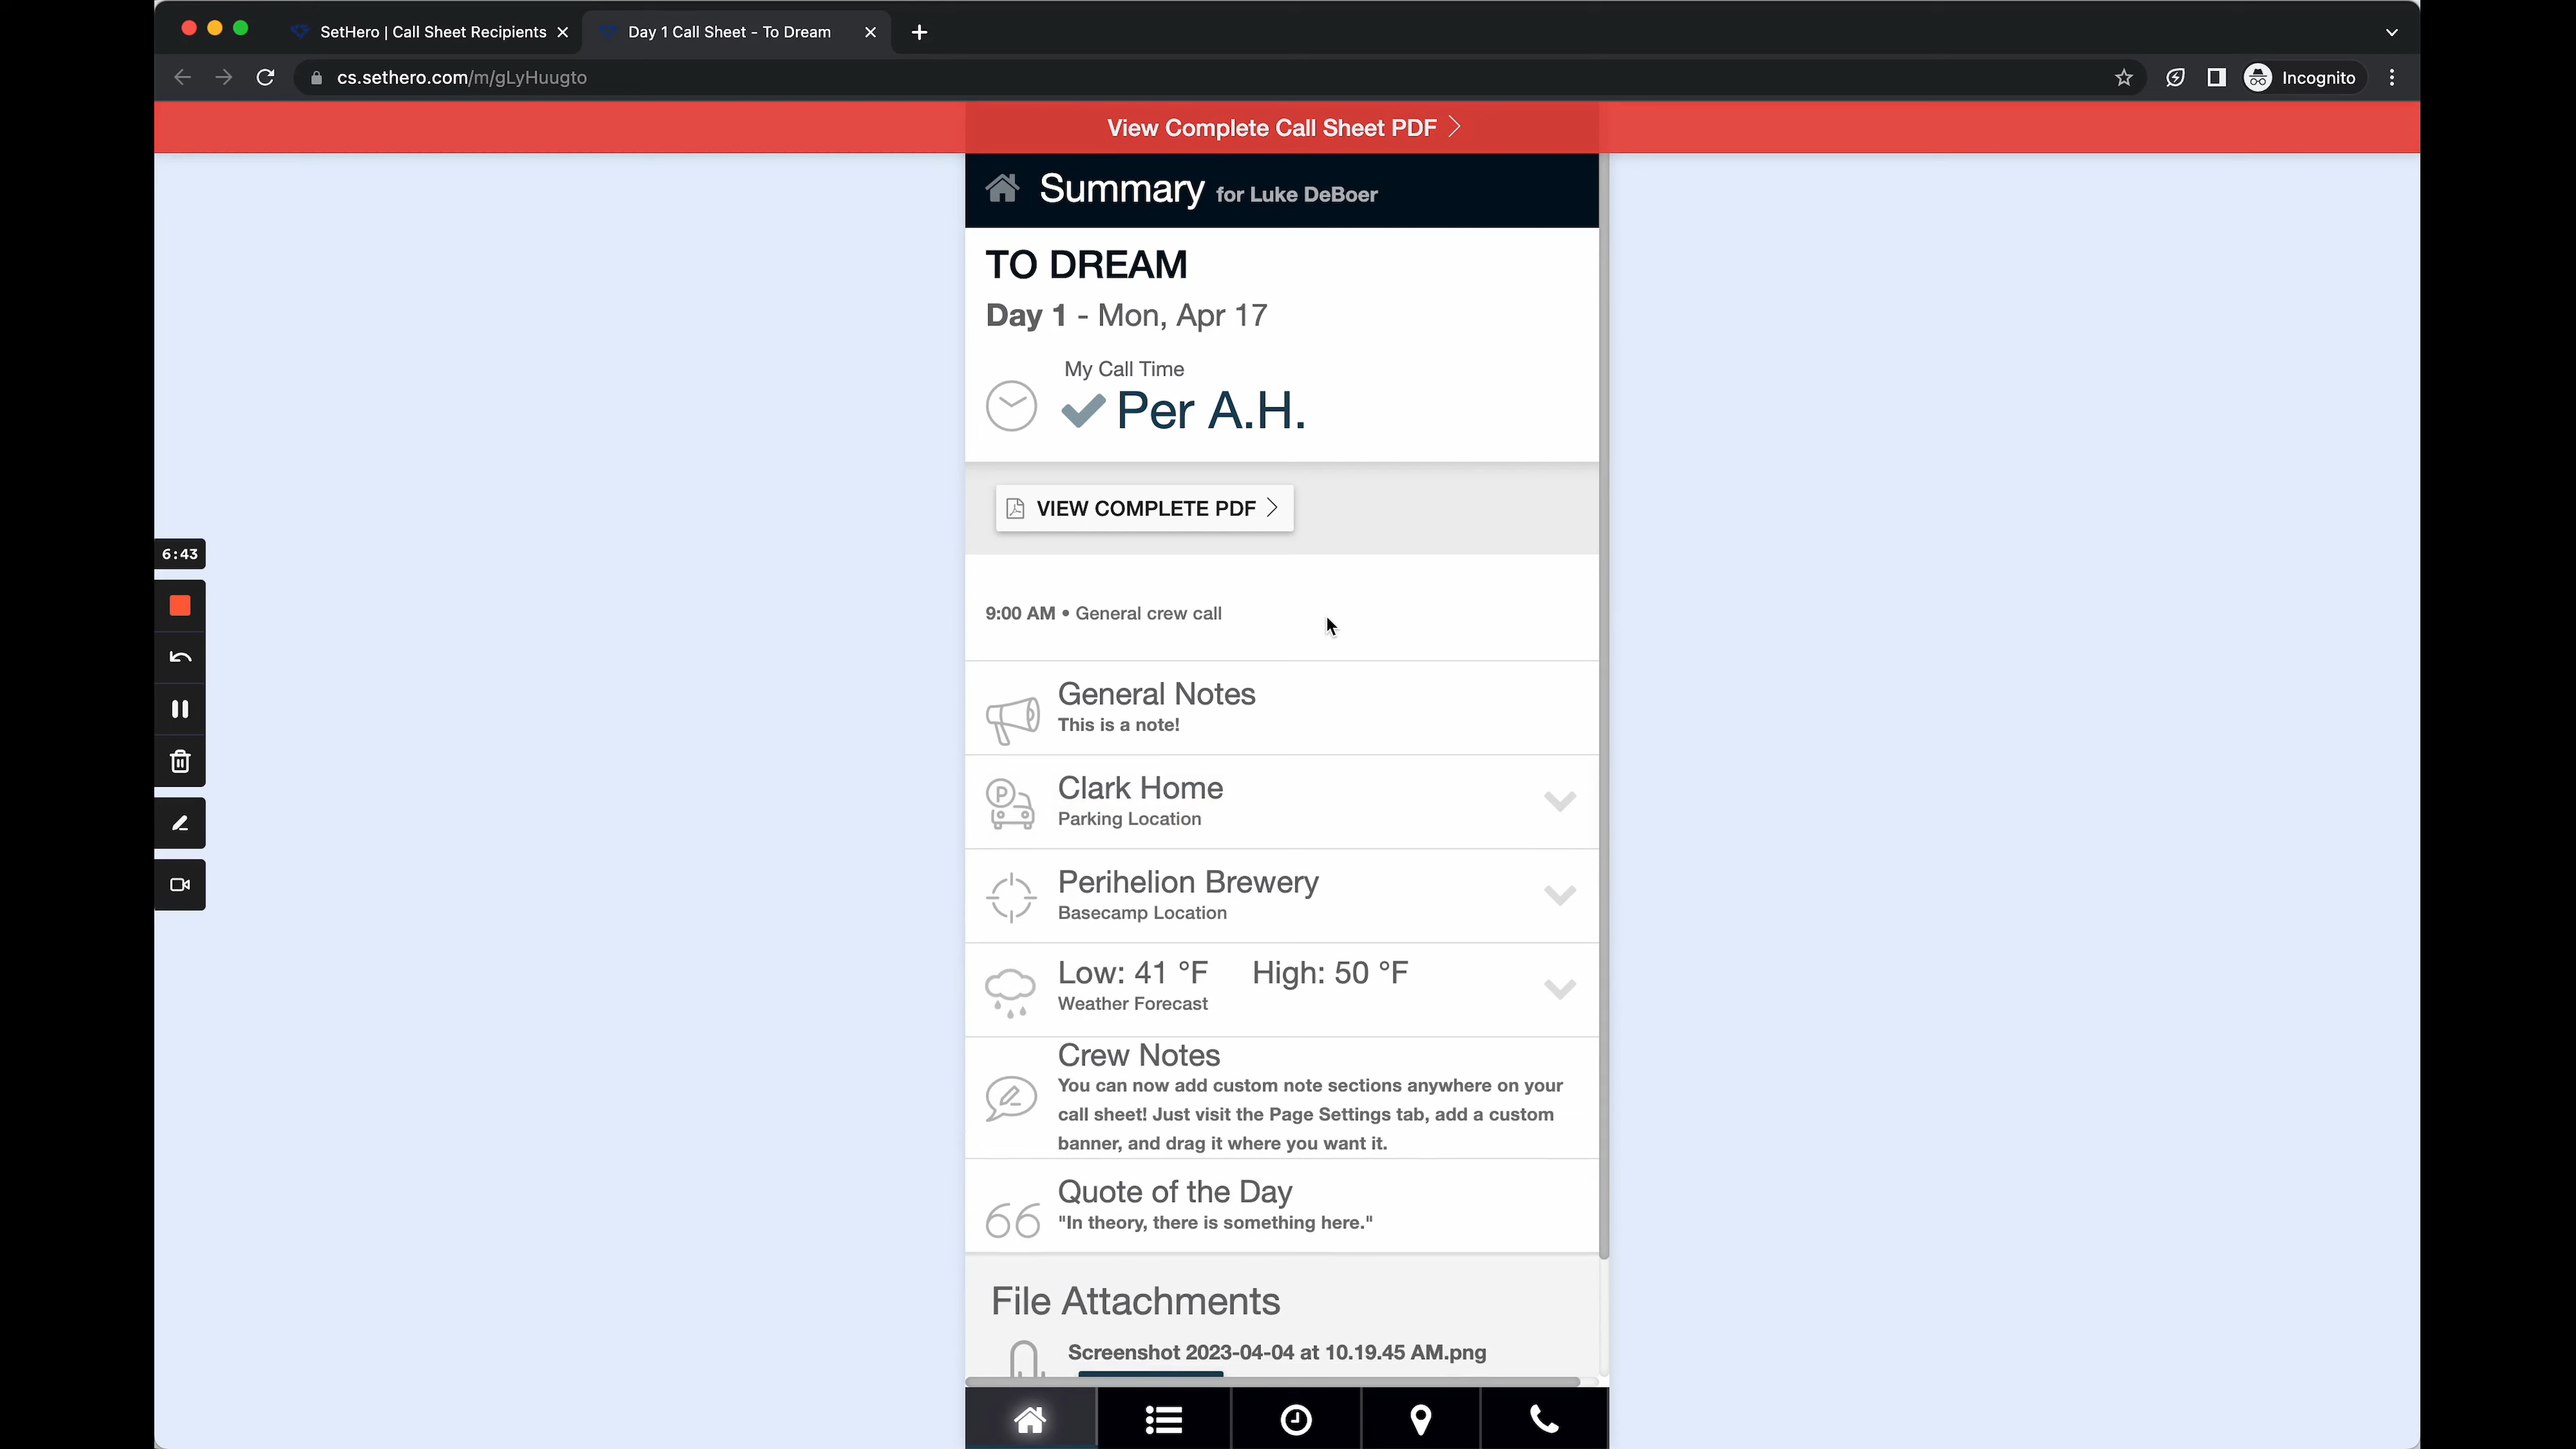 SetHero | Call Sheet Recipients
Day 1 Call Sheet - To Dream
cs.sethero.com/m/gLyHuugto
Incognito
View Complete Call Sheet PDF
Summary for Luke DeBoer
TO DREAM
Day 1 - Mon, Apr 17
My Call Time
Per A.H.
VIEW COMPLETE PDF
6:43
9:00 AM • General crew call
General Notes
This is a note!
P
Clark Home
Parking Location
Perihelion Brewery
Basecamp Location
Low: 41 °F High: 50 °F
Weather Forecast
Crew Notes
You can now add custom note sections anywhere on your
call sheet! Just visit the Page Settings tab, add a custom
banner, and drag it where you want it.
Quote of the Day
"In theory, there is something here."
File Attachments
Screenshot 2023-04-04 at 10.19.45 AM.png